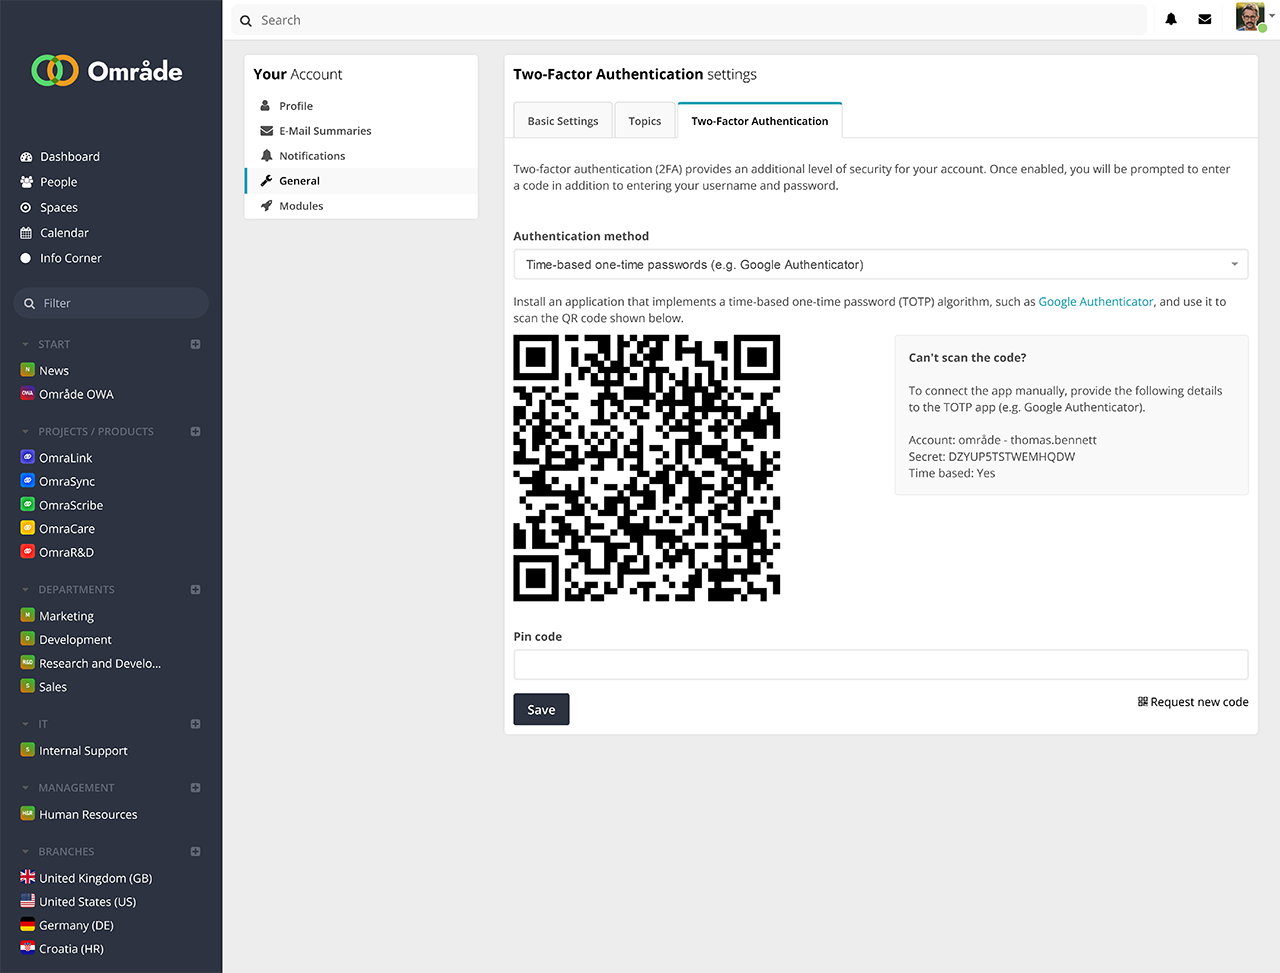 Område
Dashboard
People
Spaces
Calendar
Info Corner
Filter
START
News
Område OWA
PROJECTS / PRODUCTS
OmraLink
OmraSync
OmraScribe
OmraCare
OmraR&D
DEPARTMENTS
Marketing
Development
Research and Develo...
Sales
IT
Internal Support
MANAGEMENT
Human Resources
BRANCHES
United Kingdom (GB)
United States (US)
Germany (DE)
Croatia (HR)
Search
Your Account
Profile
E-Mail Summaries
Notifications
General
Modules
Two-Factor Authentication settings
Basic Settings
Topics
Two-Factor Authentication
Two-factor authentication (2FA) provides an additional level of security for your account. Once enabled, you will be prompted to enter
a code in addition to entering your username and password.
Authentication method
Time-based one-time passwords (e.g. Google Authenticator)
Install an application that implements a time-based one-time password (TOTP) algorithm, such as Google Authenticator, and use it to
scan the QR code shown below.
Can't scan the code?
To connect the app manually, provide the following details
to the TOTP app (e.g. Google Authenticator).
Account: område - thomas.bennett
Secret: DZYUP5TSTWEMHQDW
Time based: Yes
Pin code
Save
Request new code